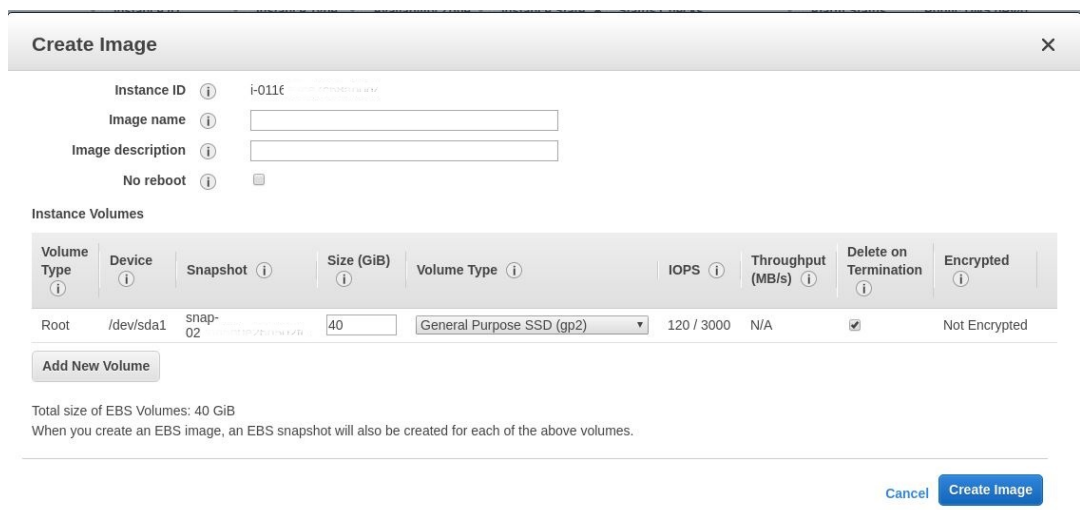 Create Image ×
Instance ID i i-0116
Image name i
Image description i
No reboot i
Instance Volumes
Volume Type i Device i Snapshot i Size (GiB) i Volume Type i IOPS i Throughput (MB/s) i Delete on Termination i Encrypted i
Root /dev/sda1 snap-02 40 General Purpose SSD (gp2) 120 / 3000 N/A Not Encrypted
Add New Volume
Total size of EBS Volumes: 40 GiB
When you create an EBS image, an EBS snapshot will also be created for each of the above volumes.
Cancel Create Image